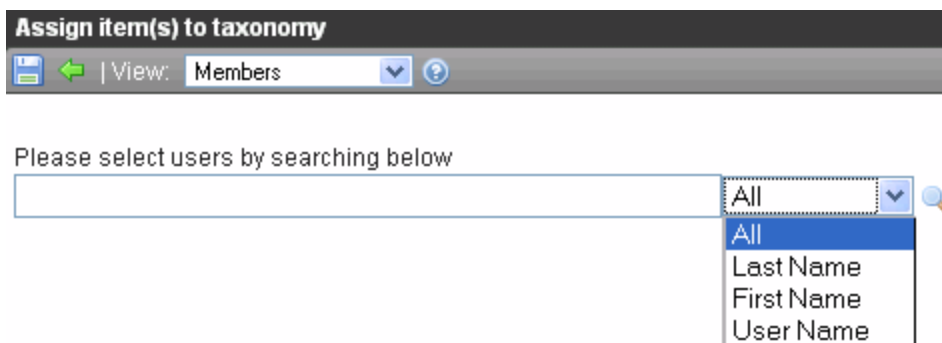 Assign item(s) to taxonomy
| View: Members
Please select users by searching below
All
All
Last Name
First Name
User Name